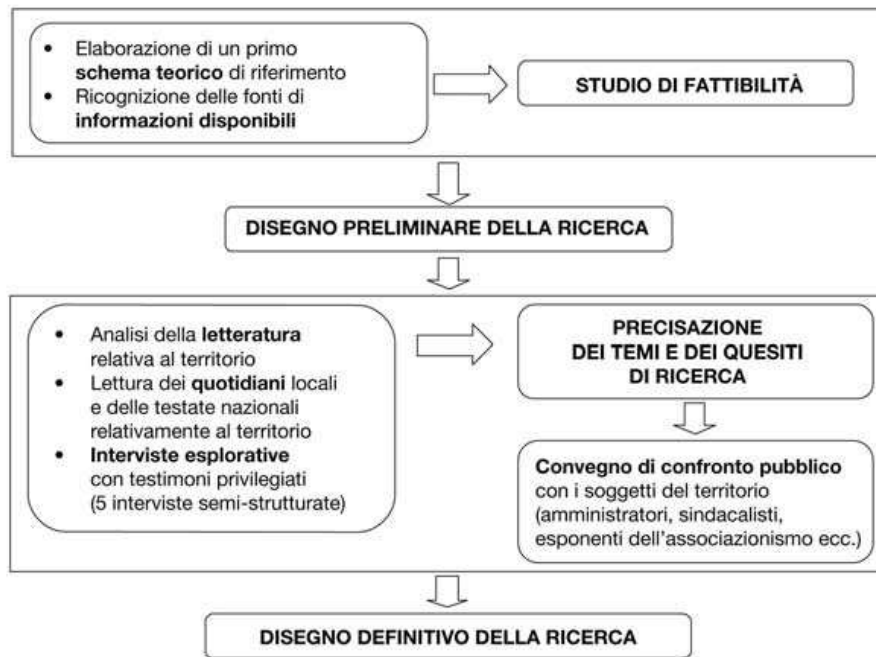 • Elaborazione di un primo
schema teorico di riferimento
• Ricognizione delle fonti di
informazioni disponibili
STUDIO DI FATTIBILITÀ
DISEGNO PRELIMINARE DELLA RICERCA
• Analisi della letteratura
relativa al territorio
• Lettura dei quotidiani locali
e delle testate nazionali
relativamente al territorio
• Interviste esplorative
con testimoni privilegiati
(5 interviste semi-strutturate)
PRECISAZIONE
DEI TEMI E DEI QUESITI
DI RICERCA
Convegno di confronto pubblico
con i soggetti del territorio
(amministratori, sindacalisti,
esponenti dell’associazionismo ecc.)
DISEGNO DEFINITIVO DELLA RICERCA